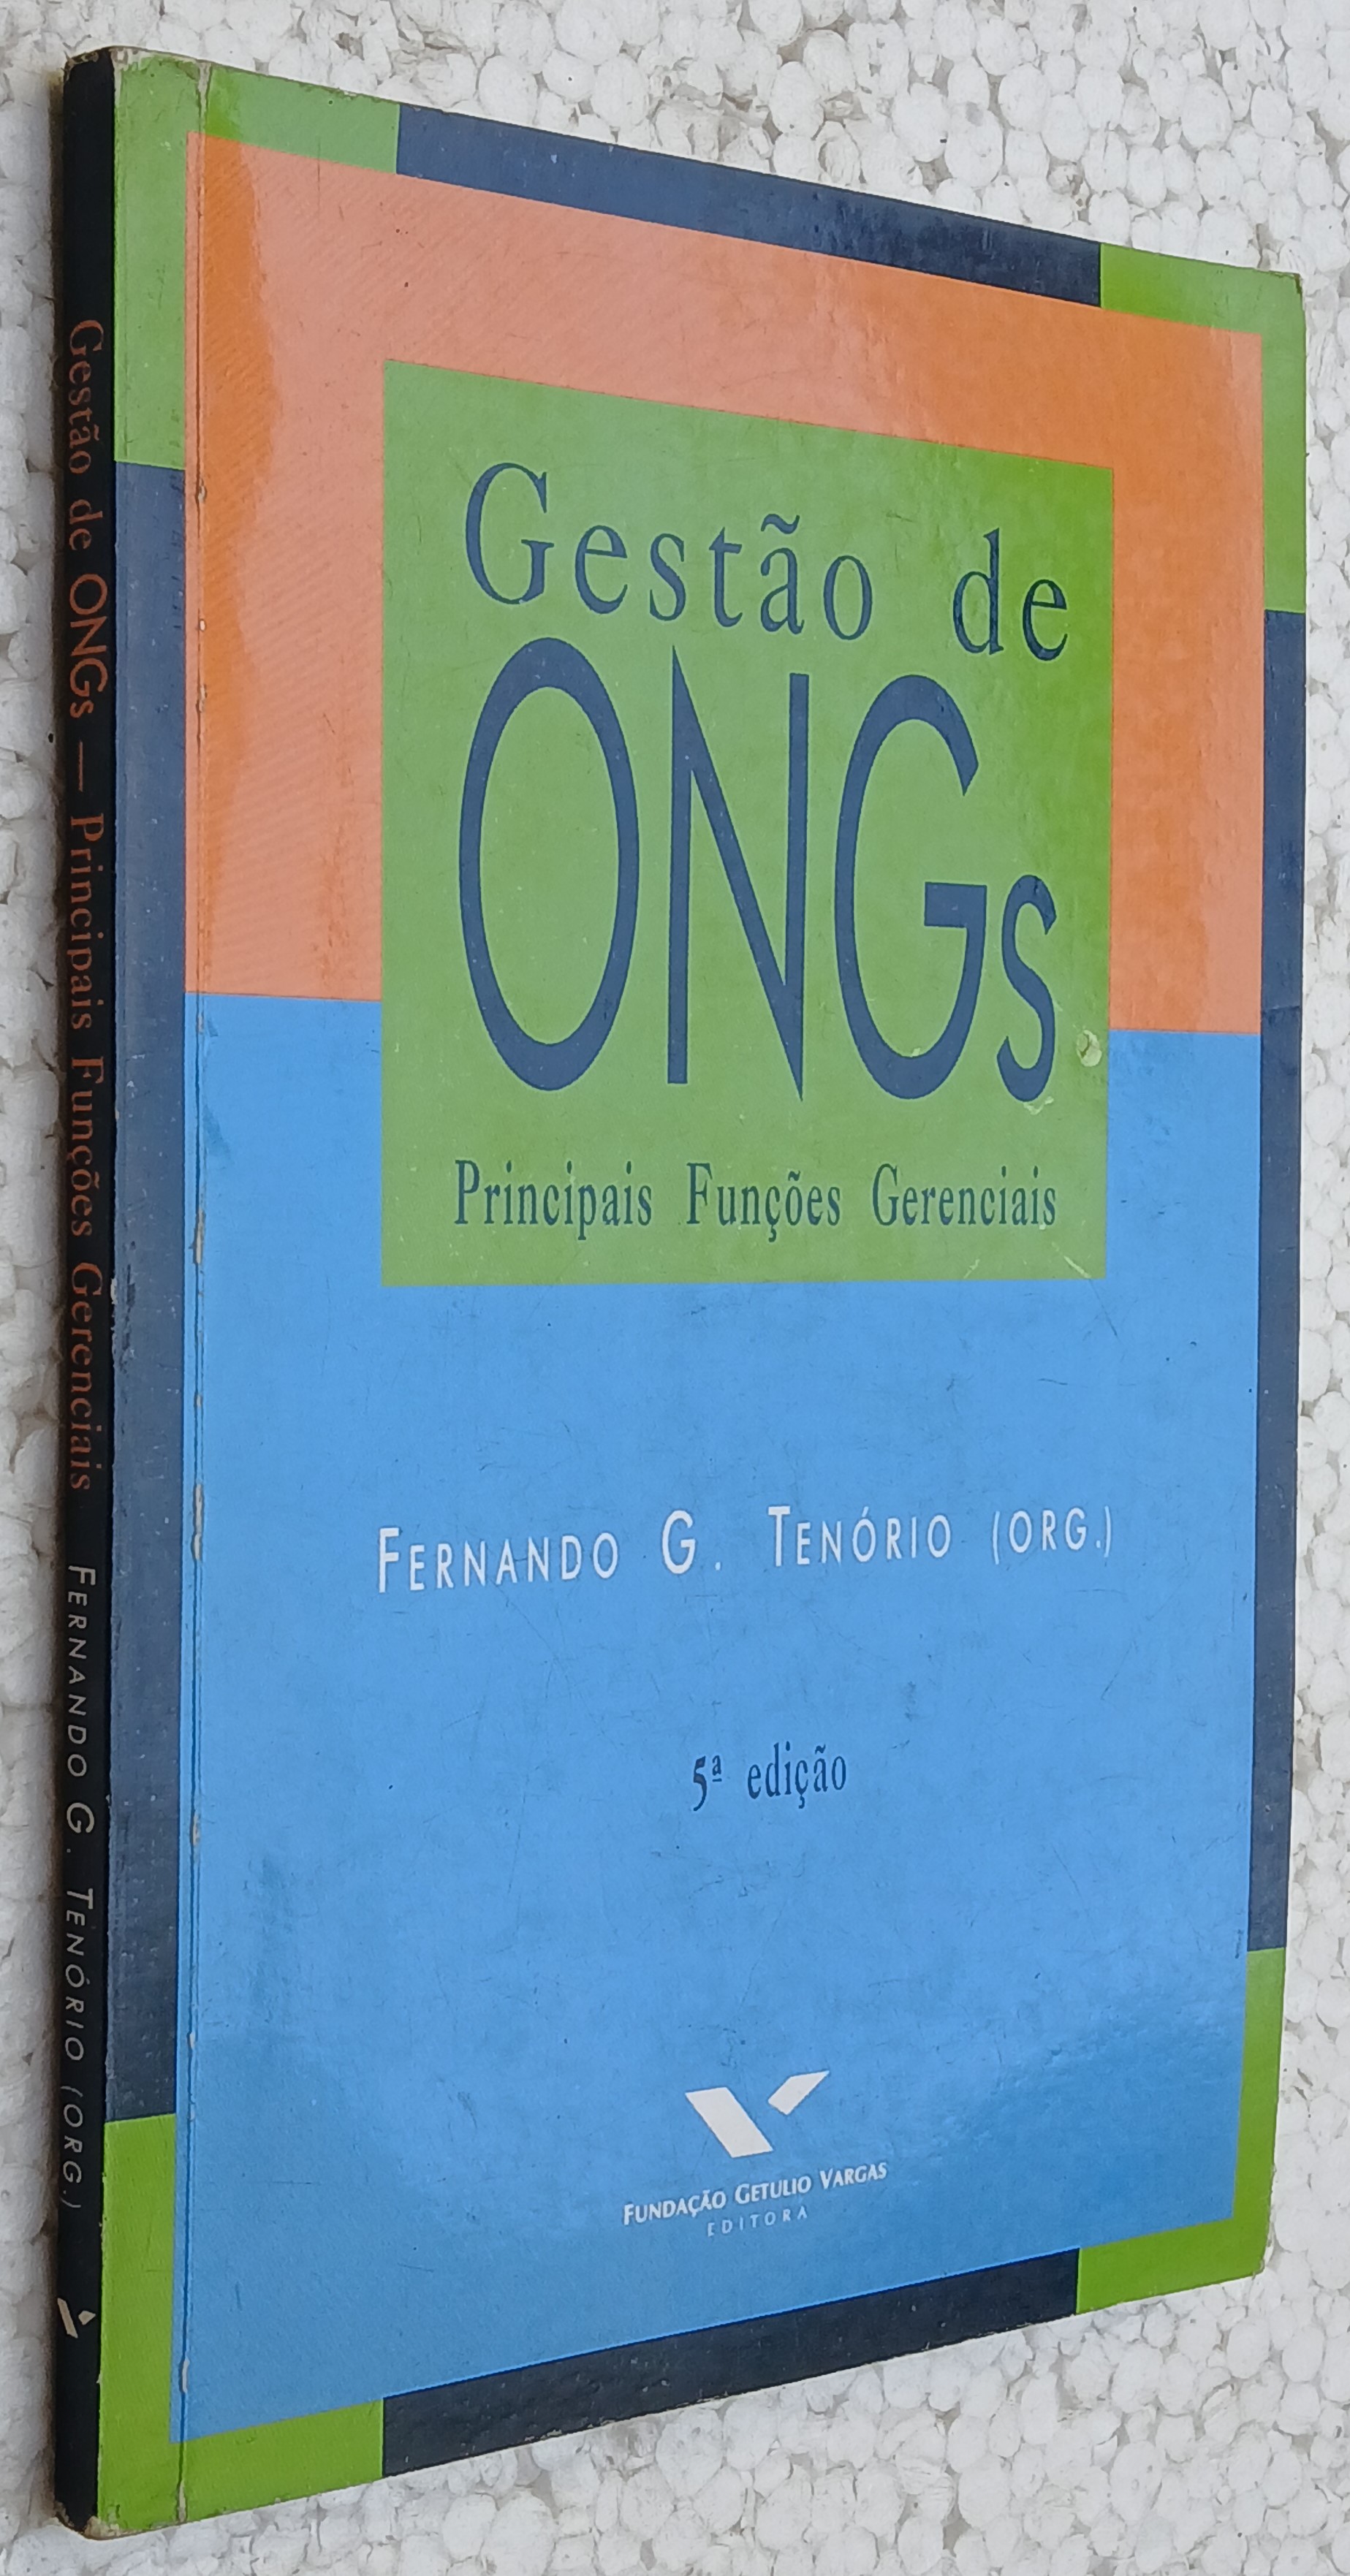 Gestão de ONGs — Principais Funções Gerenciais FERNANDO G. TENÓRIO (ORG.)
Gestão de
ONGs
Principais Funções Gerenciais
FERNANDO G. TENÓRIO (ORG.)
5ª edição
FUNDAÇÃO GETULIO VARGAS
EDITORA